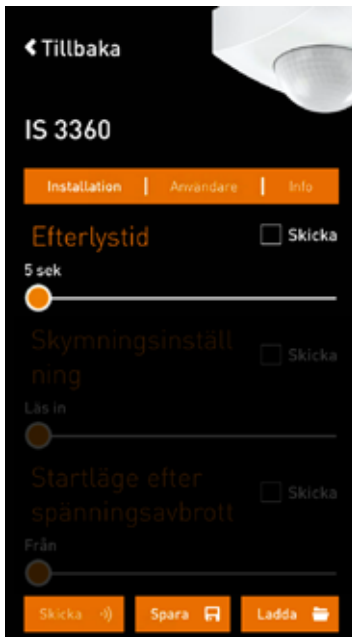 Tillbaka
IS 3360
Installation | Användare | Info
Efterlystid
Skicka
5 sek
Skymningsinställ
ning
Skicka
Läs in
Startläge efter
spänningsavbrott
Skicka
Från
Skicka
Spara
Ladda